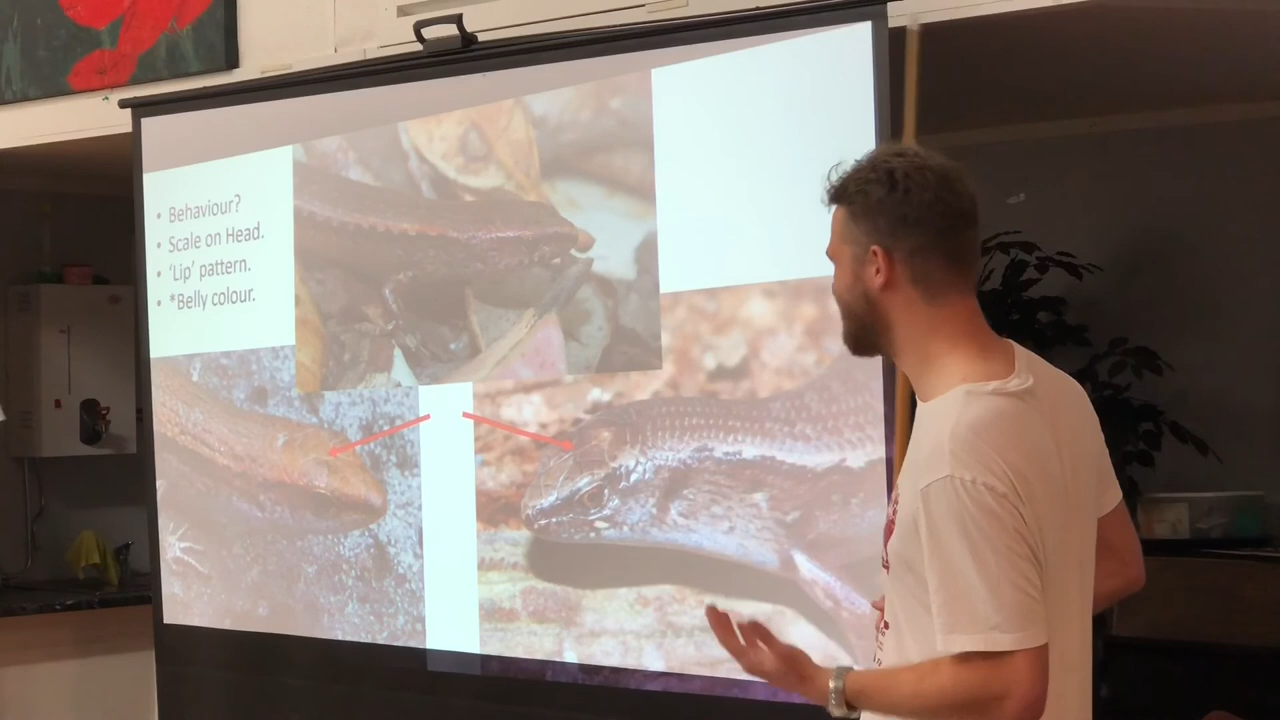 • Behaviour?
• Scale on Head.
• ‘Lip’ pattern.
• *Belly colour.